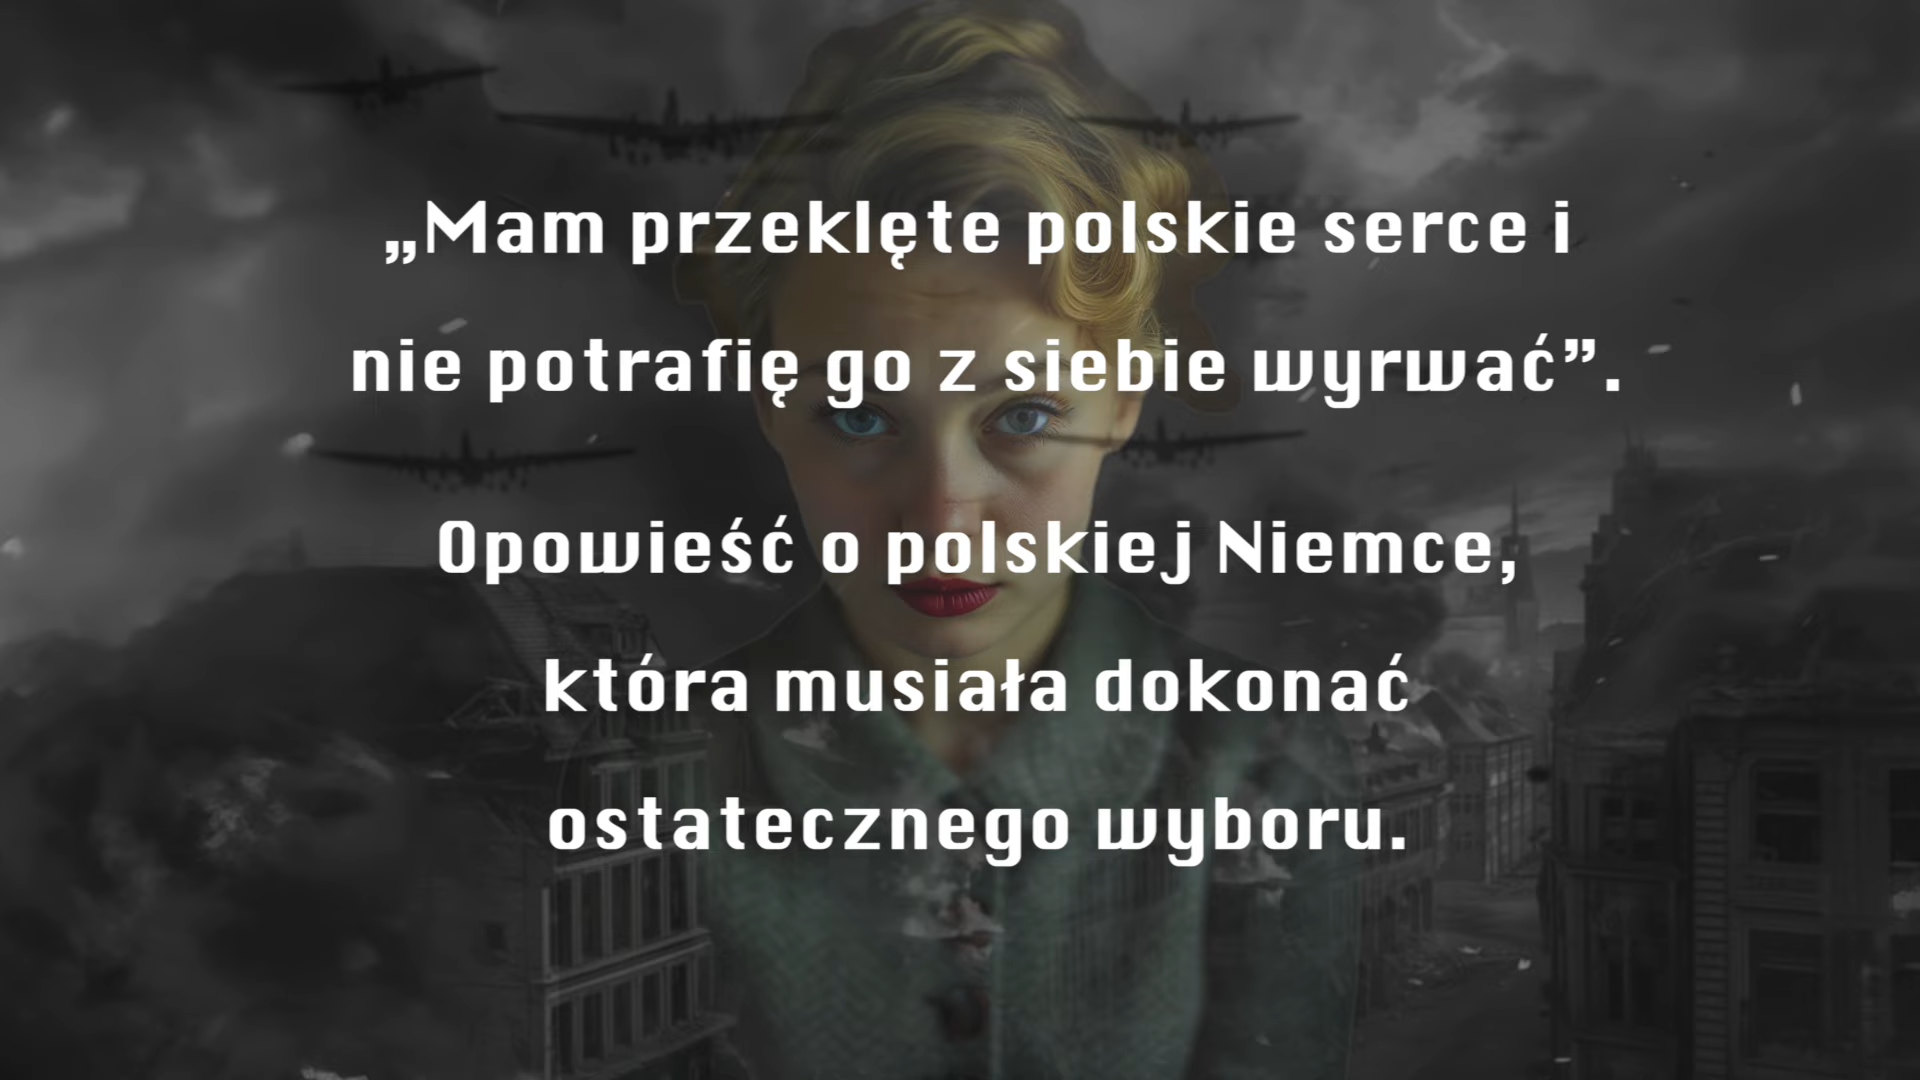 „Mam przeklęte polskie serce i
nie potrafię go z siebie wyrwać”.
Opowieść o polskiej Niemce,
która musiała dokonać
ostatecznego wyboru.